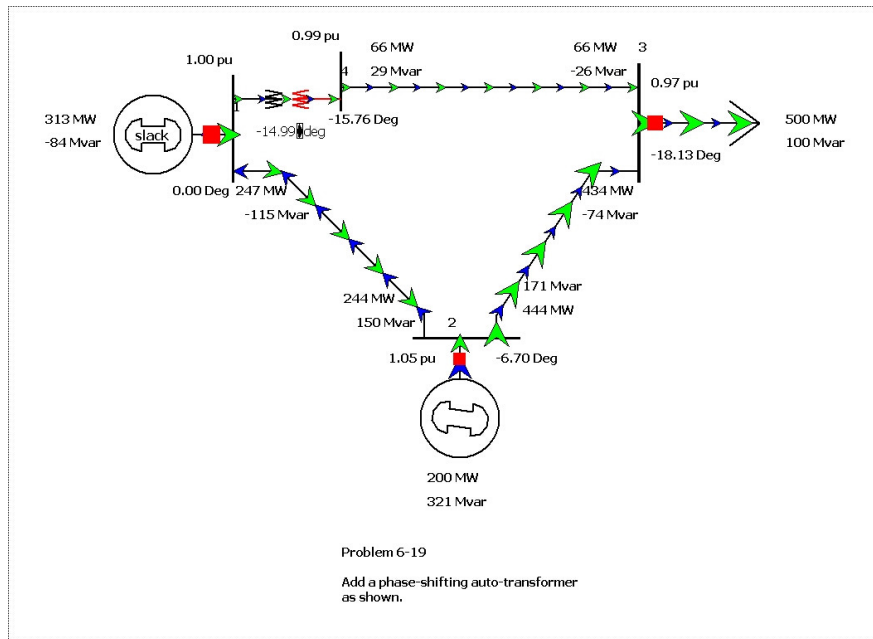 0.99 pu
1.00 pu
66 MW
66 MW
3
4
29 Mvar
-26 Mvar
0.97 pu
1
313 MW
slack
-14.99 deg
-15.76 Deg
500 MW
-84 Mvar
100 Mvar
-18.13 Deg
0.00 Deg
247 MW
434 MW
-115 Mvar
-74 Mvar
171 Mvar
244 MW
444 MW
150 Mvar
2
1.05 pu
-6.70 Deg
200 MW
321 Mvar
Problem 6-19
Add a phase-shifting auto-transformer
as shown.